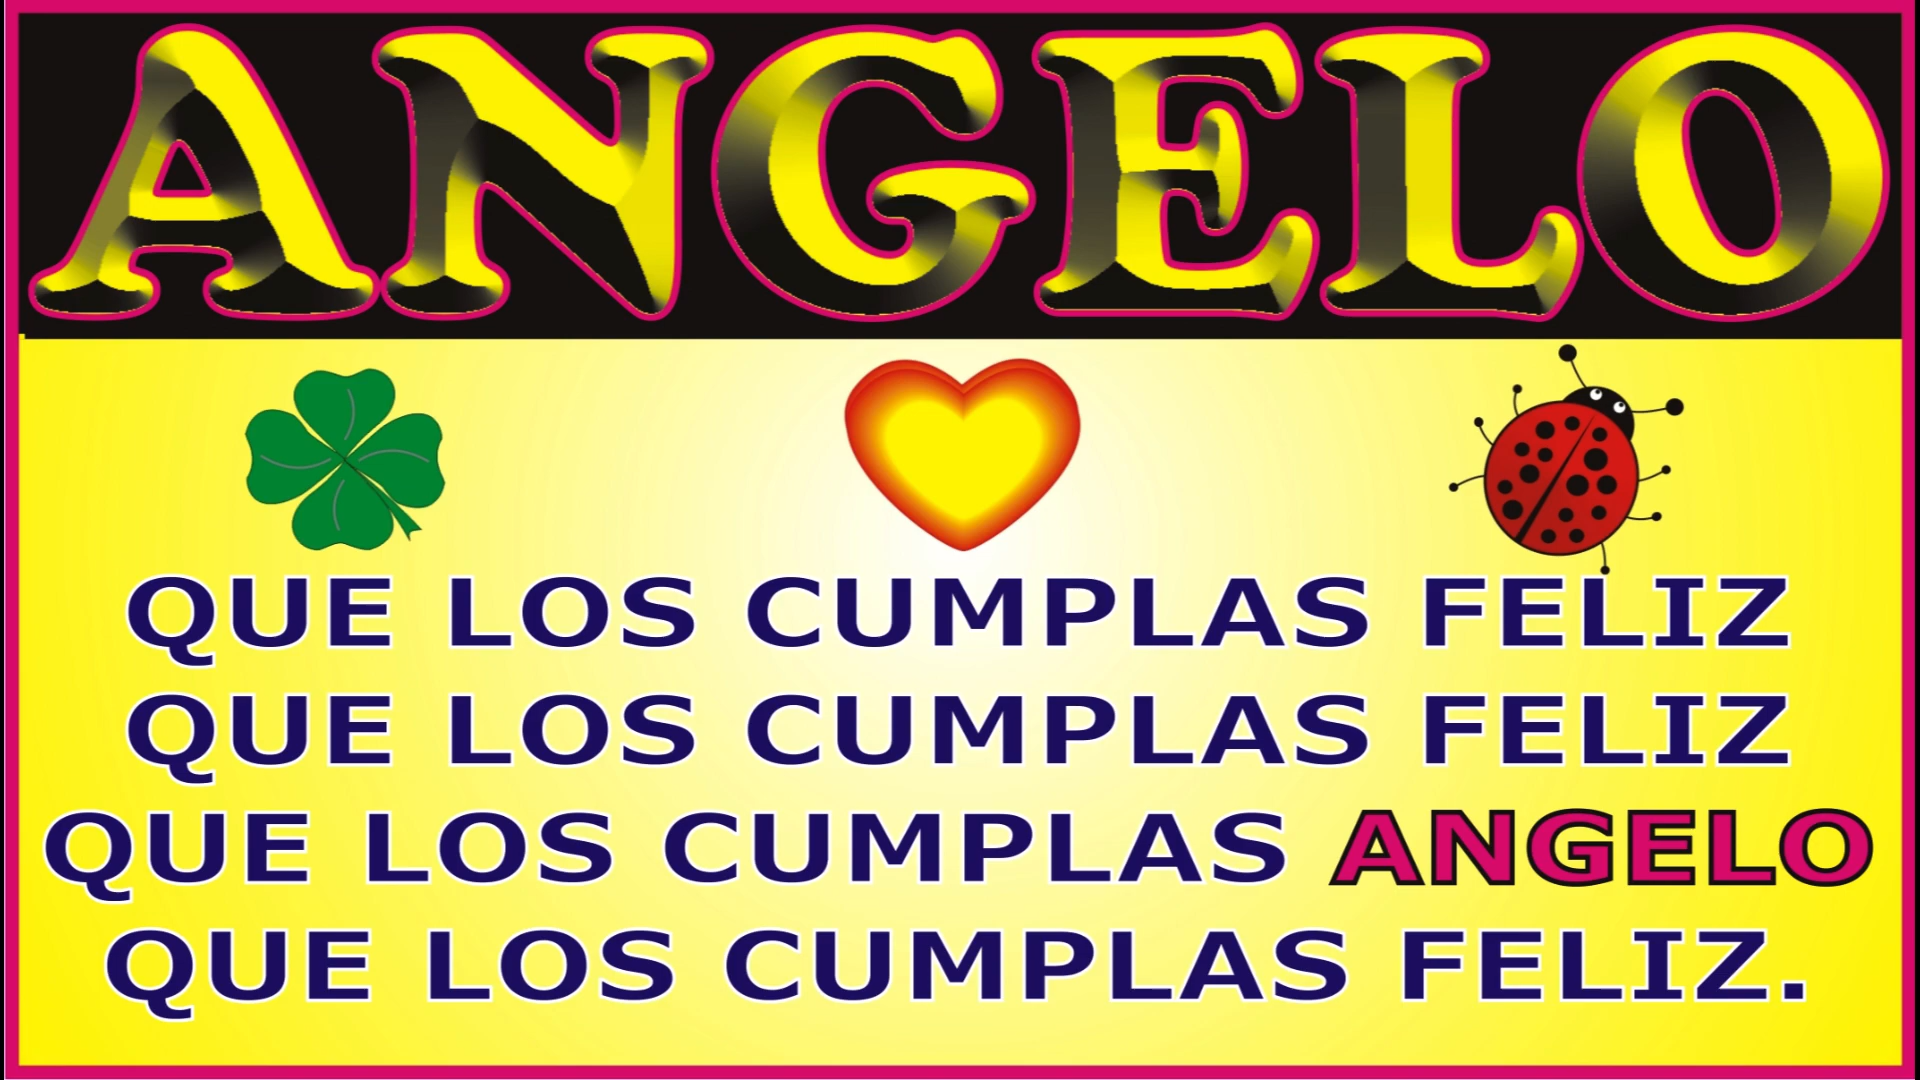 ANGELO
QUE LOS CUMPLAS FELIZ
QUE LOS CUMPLAS FELIZ
QUE LOS CUMPLAS ANGELO
QUE LOS CUMPLAS FELIZ.